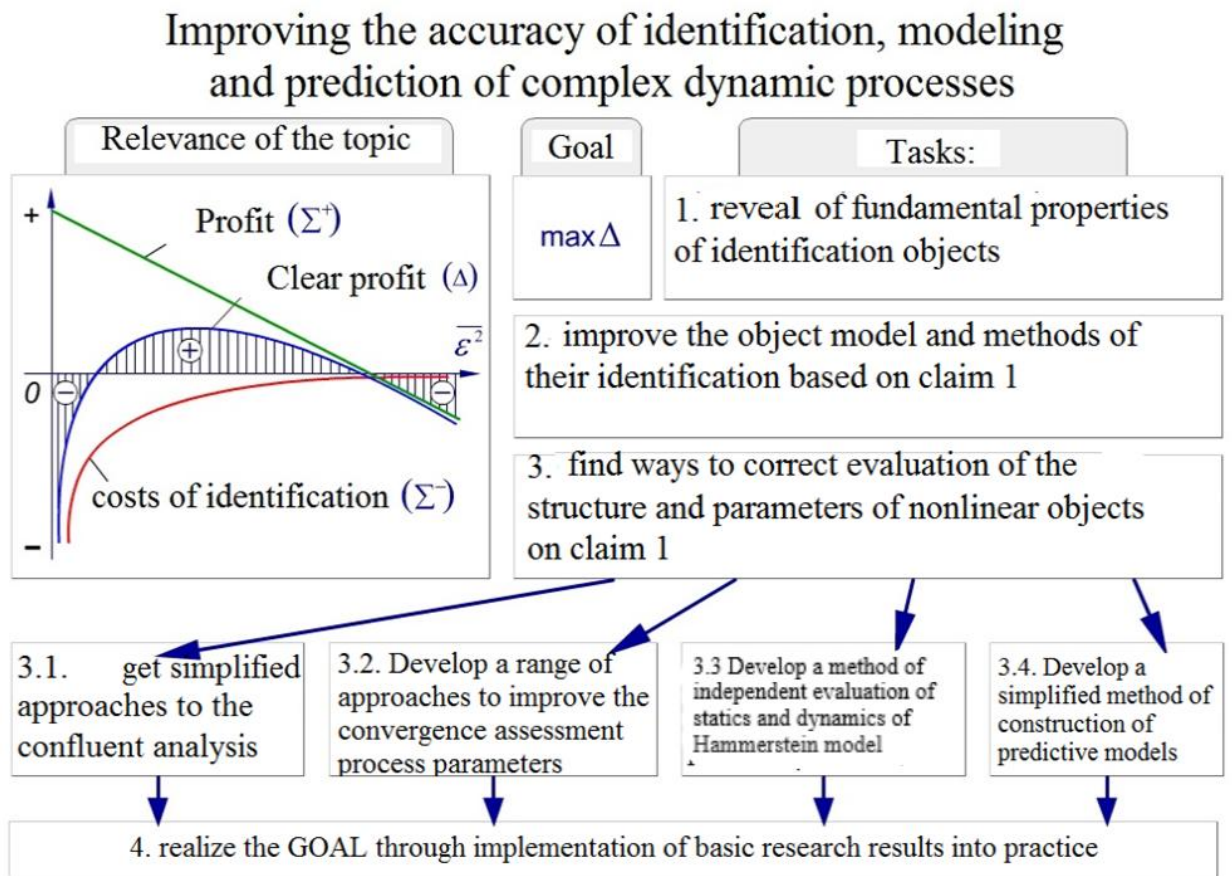 Improving the accuracy of identification, modeling
and prediction of complex dynamic processes
Relevance of the topic
Goal
Tasks:
+
Profit (Σ⁺)
Clear profit (Δ)
ε²
+
0
−
−
costs of identification (Σ⁻)
−
max Δ
1. reveal of fundamental properties
of identification objects
2. improve the object model and methods of
their identification based on claim 1
3. find ways to correct evaluation of the
structure and parameters of nonlinear objects
on claim 1
3.1. get simplified
approaches to the
confluent analysis
3.2. Develop a range of
approaches to improve the
convergence assessment
process parameters
3.3 Develop a method of
independent evaluation of
statics and dynamics of
Hammerstein model
3.4. Develop a
simplified method of
construction of
predictive models
4. realize the GOAL through implementation of basic research results into practice